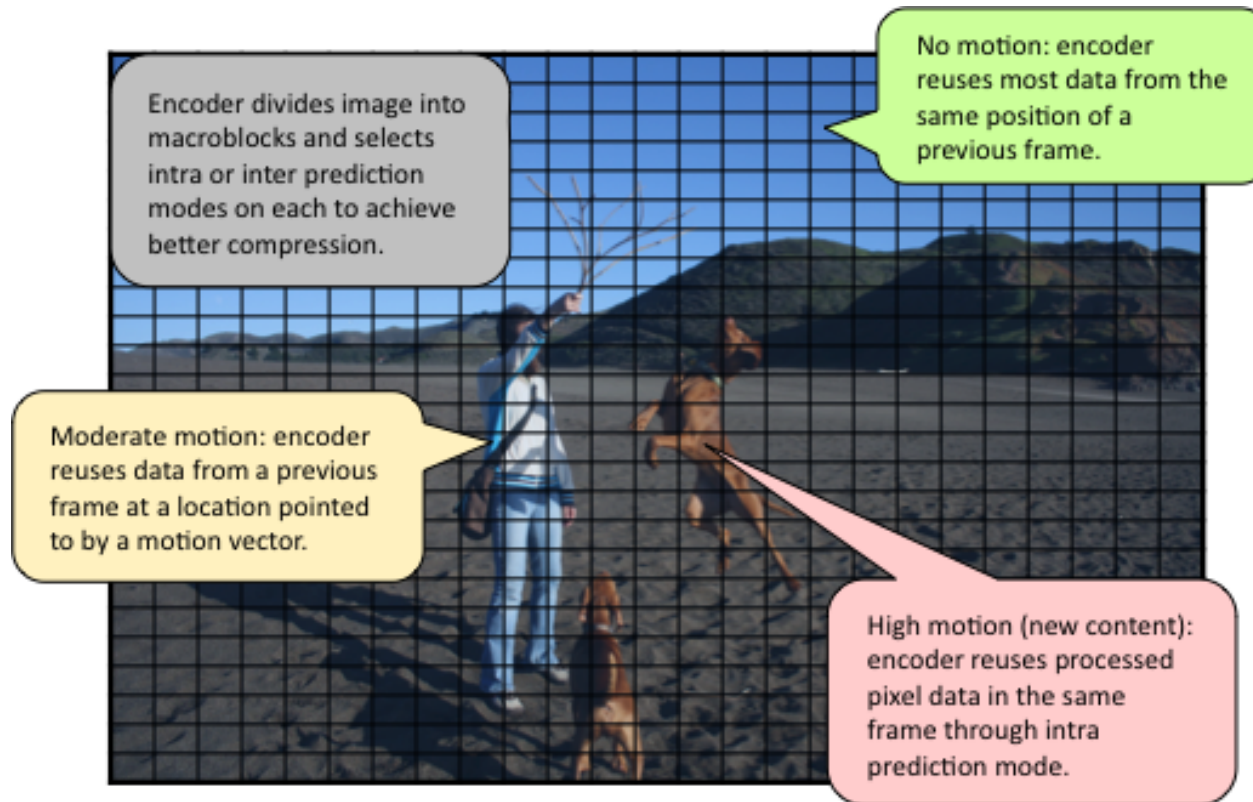 Encoder divides image into
macroblocks and selects
intra or inter prediction
modes on each to achieve
better compression.
No motion: encoder
reuses most data from the
same position of a
previous frame.
Moderate motion: encoder
reuses data from a previous
frame at a location pointed
to by a motion vector.
High motion (new content):
encoder reuses processed
pixel data in the same
frame through intra
prediction mode.